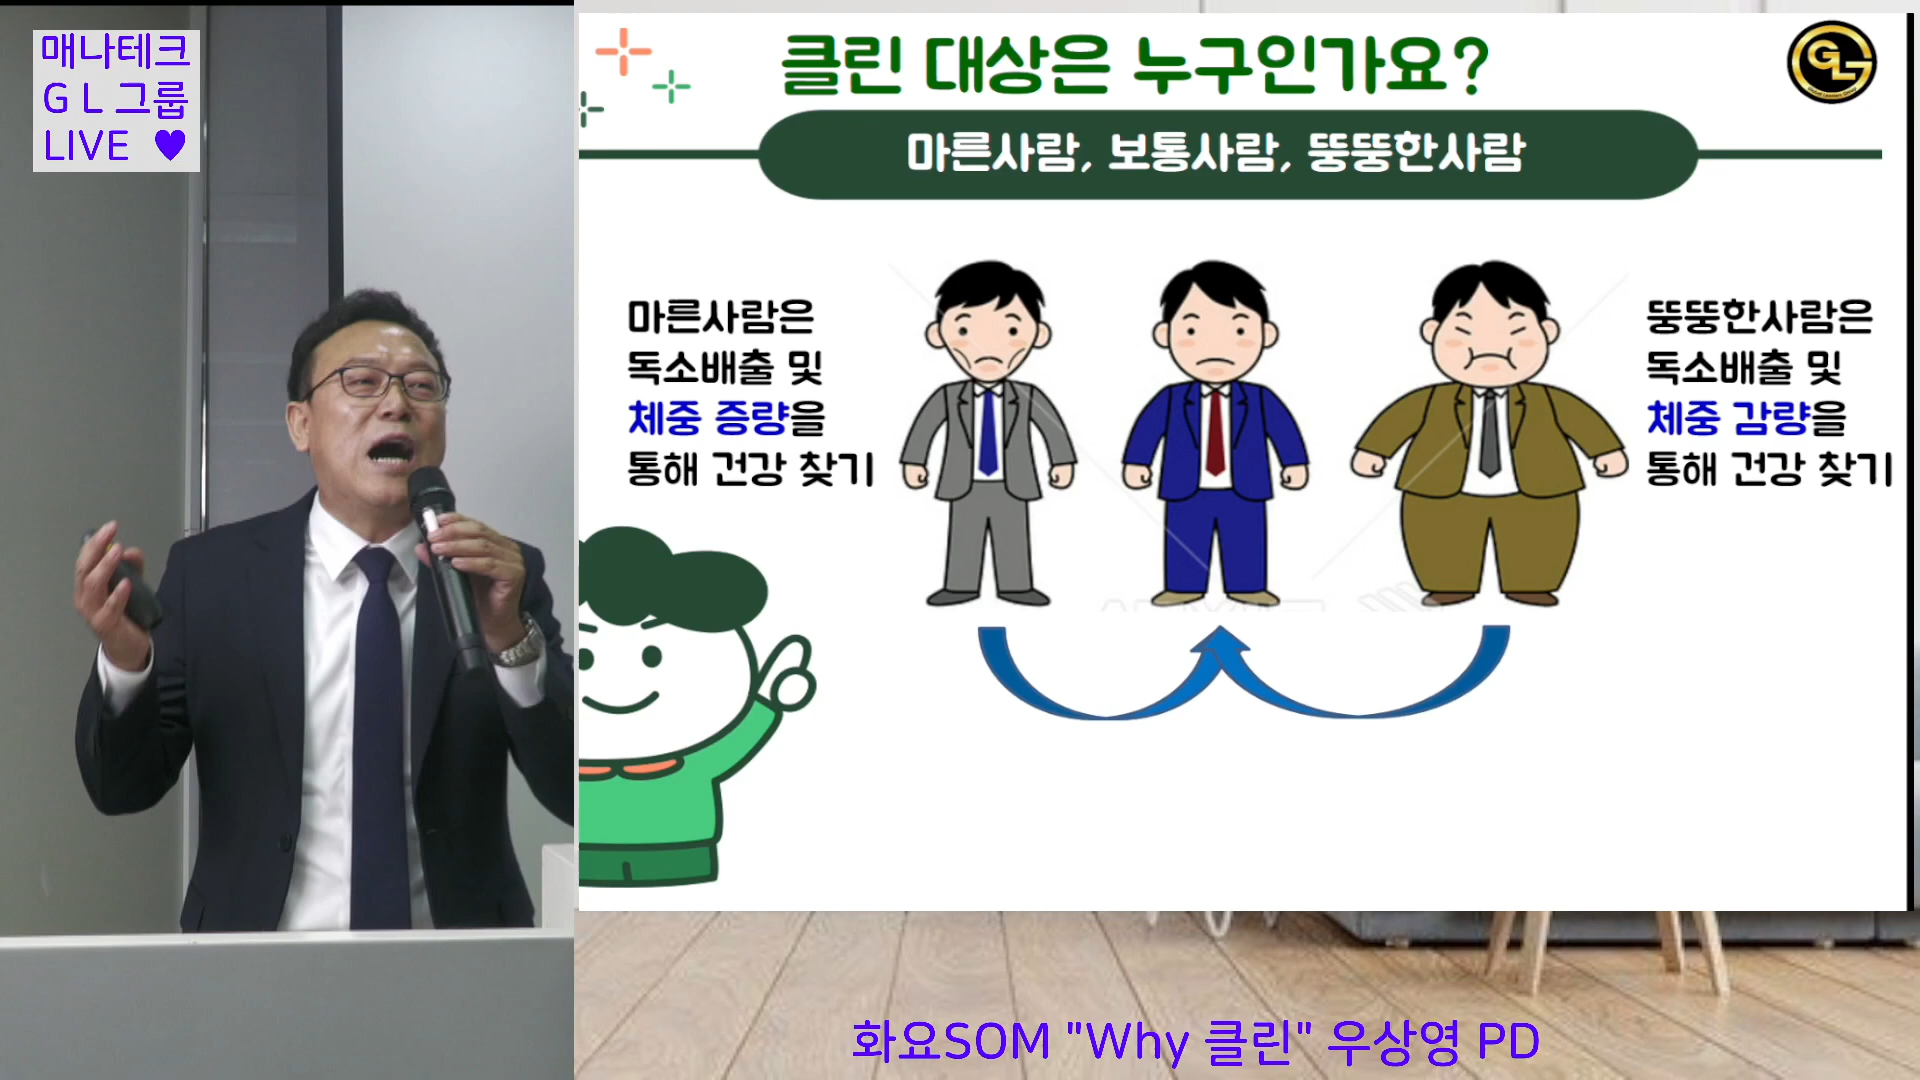 매나테크
G L 그룹
LIVE ♥
클린 대상은 누구인가요?
GLG
마른사람, 보통사람, 뚱뚱한사람
마른사람은
독소배출 및
체중 증량을
통해 건강 찾기
뚱뚱한사람은
독소배출 및
체중 감량을
통해 건강 찾기
화요SOM "Why 클린" 우상영 PD